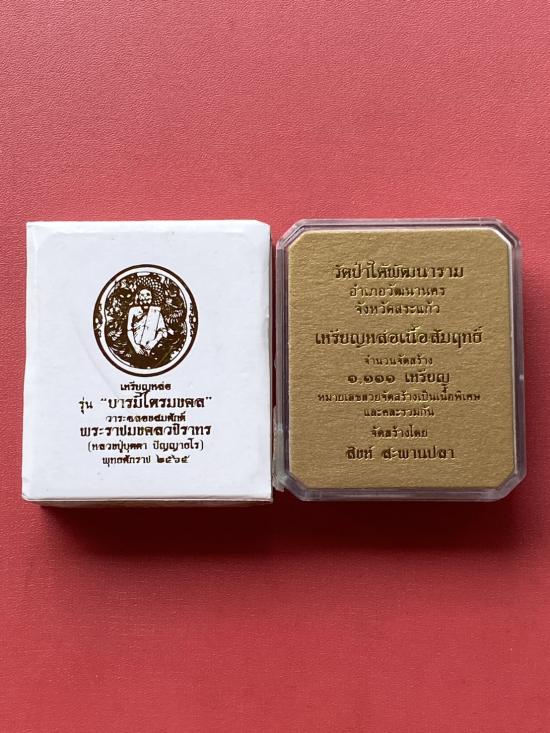 เหรียญหล่อ
รุ่น "บารมีไตรมงคล"
วาระฉลองสมศักดิ์
พระราชมงคลวชิราทร
(หลวงปู่บุดดา ปัญญาธโร)
พุทธศักราช ๒๕๖๕
วัดป่าใต้พัฒนาราม
อำเภอวัฒนานคร
จังหวัดสระแก้ว
เหรียญหล่อเนื้อสัมฤทธิ์
จำนวนจัดสร้าง
๑,๑๑๑ เหรียญ
หมายเลขสวยจัดสร้างเป็นเนื้อพิเศษ
และคละรวมกัน
จัดสร้างโดย
สิงห์ สะพานปลา